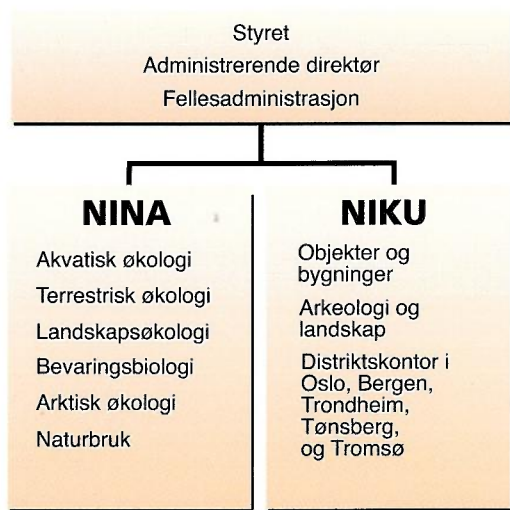 Styret
Administrerende direktør
Fellesadministrasjon
NINA
Akvatisk økologi
Terrestrisk økologi
Landskapsøkologi
Bevaringsbiologi
Arktisk økologi
Naturbruk
NIKU
Objekter og
bygninger
Arkeologi og
landskap
Distriktskontor i
Oslo, Bergen,
Trondheim,
Tønsberg,
og Tromsø